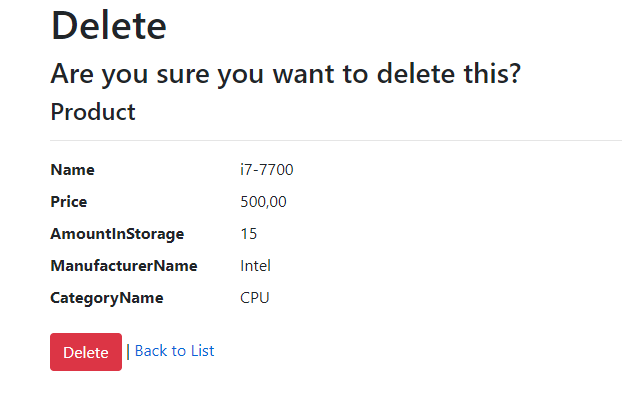 Delete
Are you sure you want to delete this?
Product
Name i7-7700
Price 500,00
AmountInStorage 15
ManufacturerName Intel
CategoryName CPU
Delete | Back to List